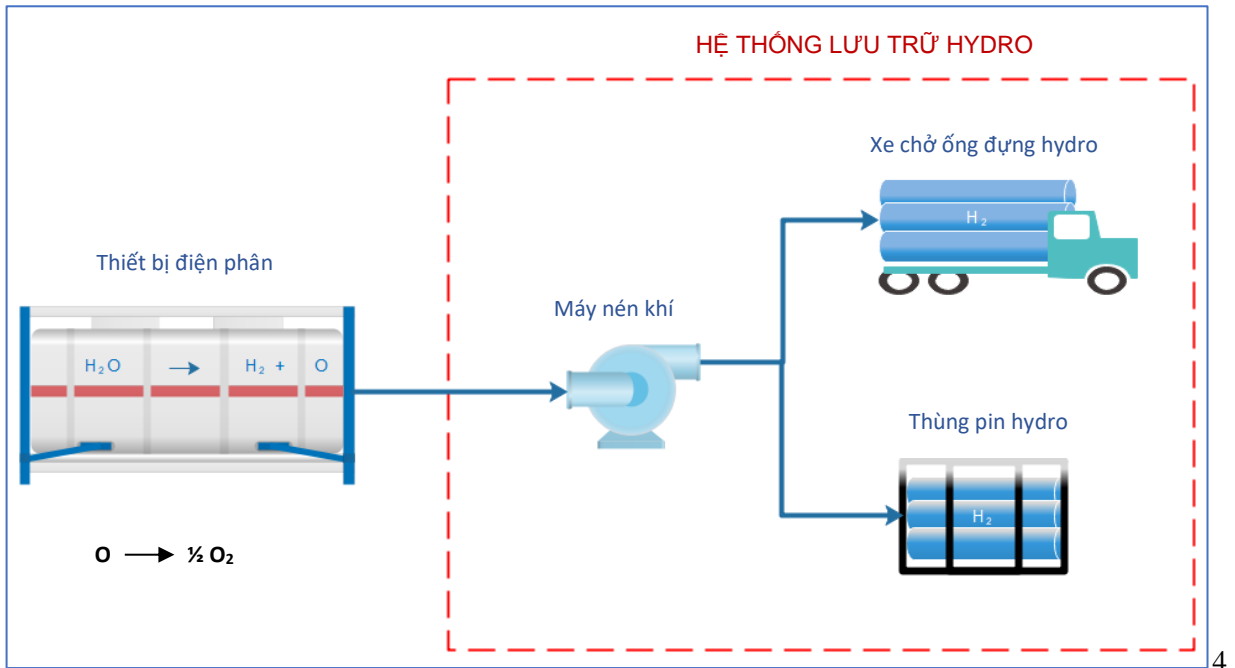 HỆ THỐNG LƯU TRỮ HYDRO
Xe chở ống đựng hydro
H₂
Thiết bị điện phân
Máy nén khí
H₂O → H₂ + O
Thùng pin hydro
H₂
O → ½ O₂
4